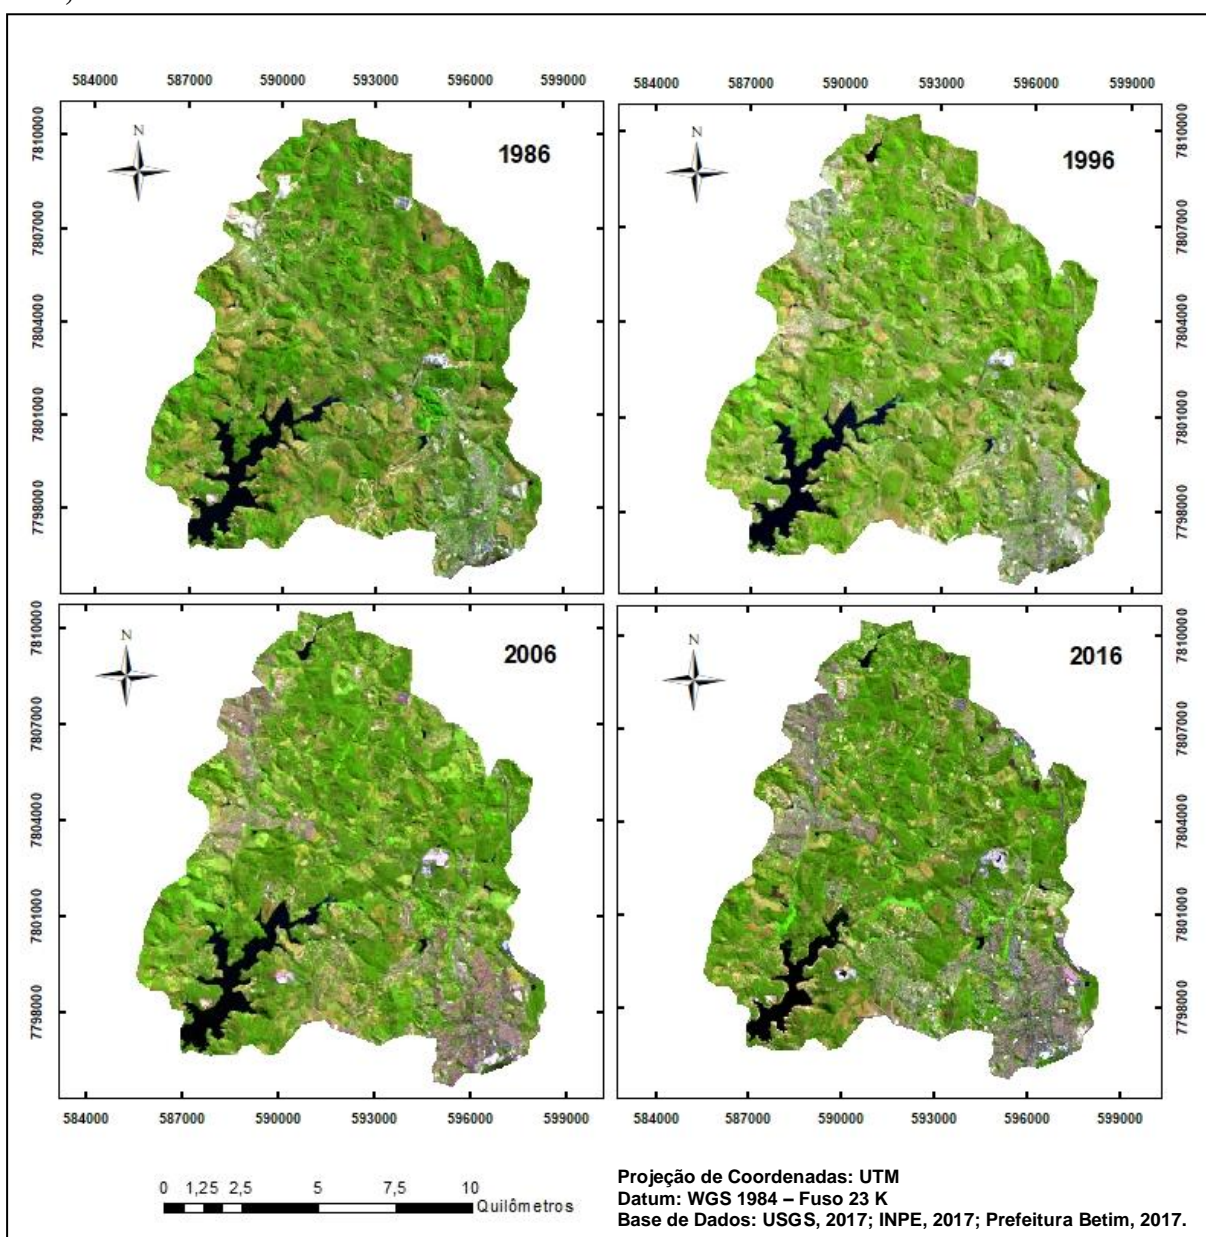 584000 587000 590000 593000 596000 599000
587000 590000 593000 596000 599000
584000
7810000
7807000
7804000
7801000
7798000
N
1986
N
1996
7810000
7807000
7804000
7801000
7798000
7810000
7807000
7804000
7801000
7798000
N
2006
N
2016
7810000
7807000
7804000
7801000
7798000
584000 587000 590000 593000 596000 599000
584000 587000 590000 593000 596000 599000
0 1,25 2,5 5 7,5 10
Quilômetros
Projeção de Coordenadas: UTM
Datum: WGS 1984 – Fuso 23 K
Base de Dados: USGS, 2017; INPE, 2017; Prefeitura Betim, 2017.